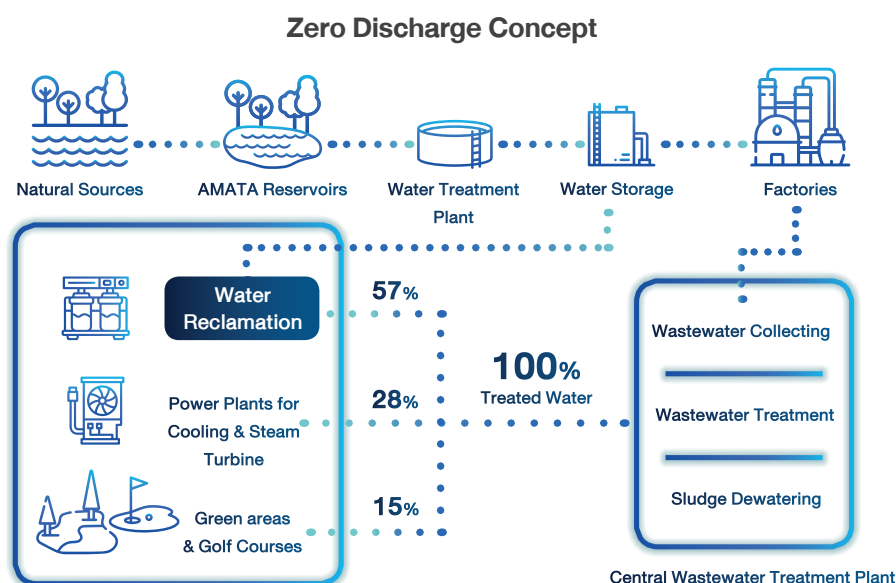 Zero Discharge Concept
Natural Sources
AMATA Reservoirs
Water Treatment
Plant
Water Storage
Factories
Water
Reclamation
57%
Power Plants for
Cooling & Steam
Turbine
28%
Green areas
& Golf Courses
15%
100%
Treated Water
Wastewater Collecting
Wastewater Treatment
Sludge Dewatering
Central Wastewater Treatment Plant